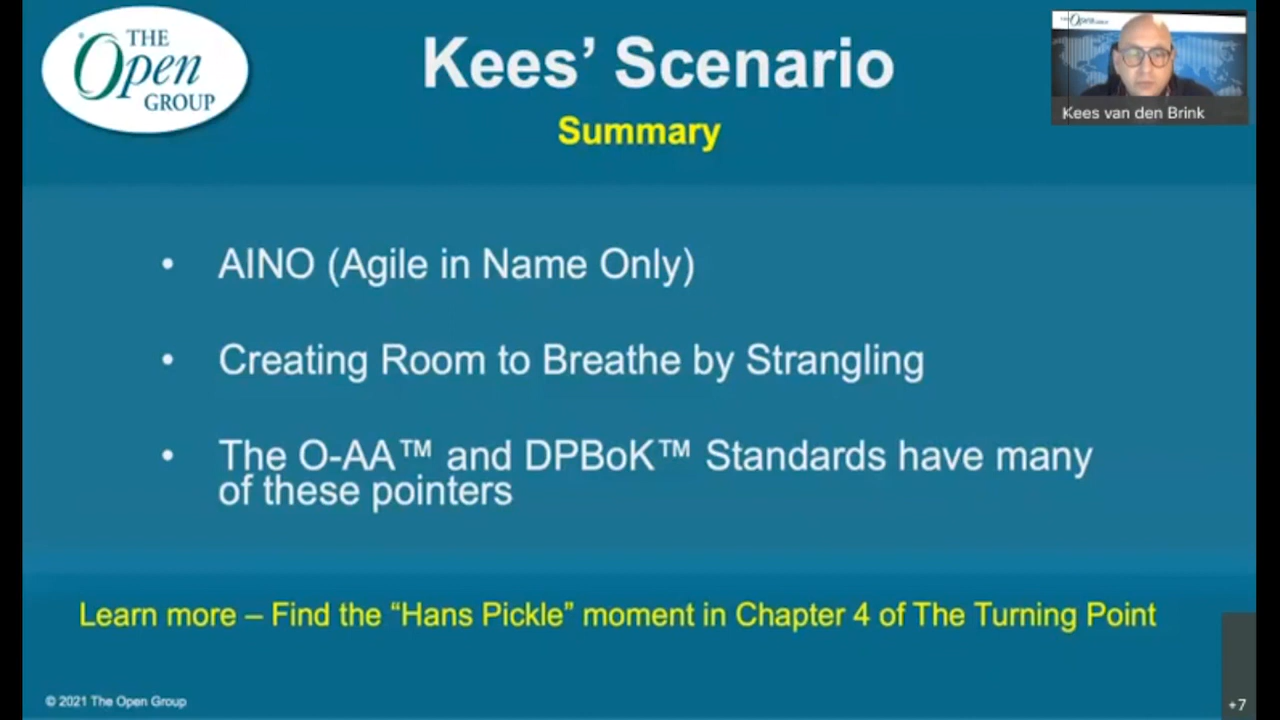 THE
Open
GROUP
Kees’ Scenario
Summary
Kees van den Brink
• AINO (Agile in Name Only)
• Creating Room to Breathe by Strangling
• The O-AA™ and DPBoK™ Standards have many
of these pointers
Learn more – Find the “Hans Pickle” moment in Chapter 4 of The Turning Point
© 2021 The Open Group
+7